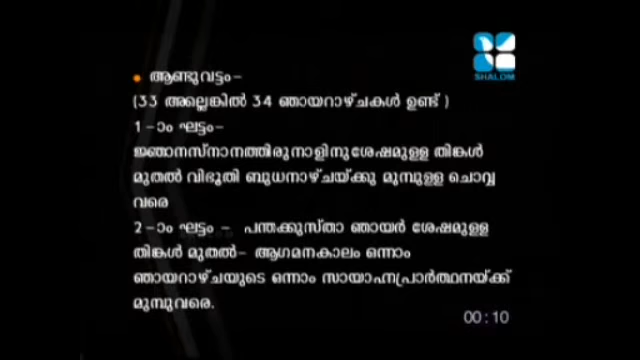 SHALOM
• ആണ്ടുവട്ടം-
(33 അല്ലെങ്കിൽ 34 ഞായറാഴ്ചകൾ ഉണ്ട് )
1-ാം ഘട്ടം-
ജ്ഞാനസ്നാനത്തിരുനാളിനുശേഷമുള്ള തിങ്കൾ
മുതൽ വിഭൂതി ബുധനാഴ്ചയ്ക്കു മുമ്പുള്ള ചൊവ്വ
വരെ
2-ാം ഘട്ടം - പന്തക്കുസ്താ ഞായർ ശേഷമുള്ള
തിങ്കൾ മുതൽ- ആഗമനകാലം ഒന്നാം
ഞായറാഴ്ചയുടെ ഒന്നാം സായാഹ്നപ്രാർത്ഥനയ്ക്ക്
മുമ്പുവരെ.
00:10